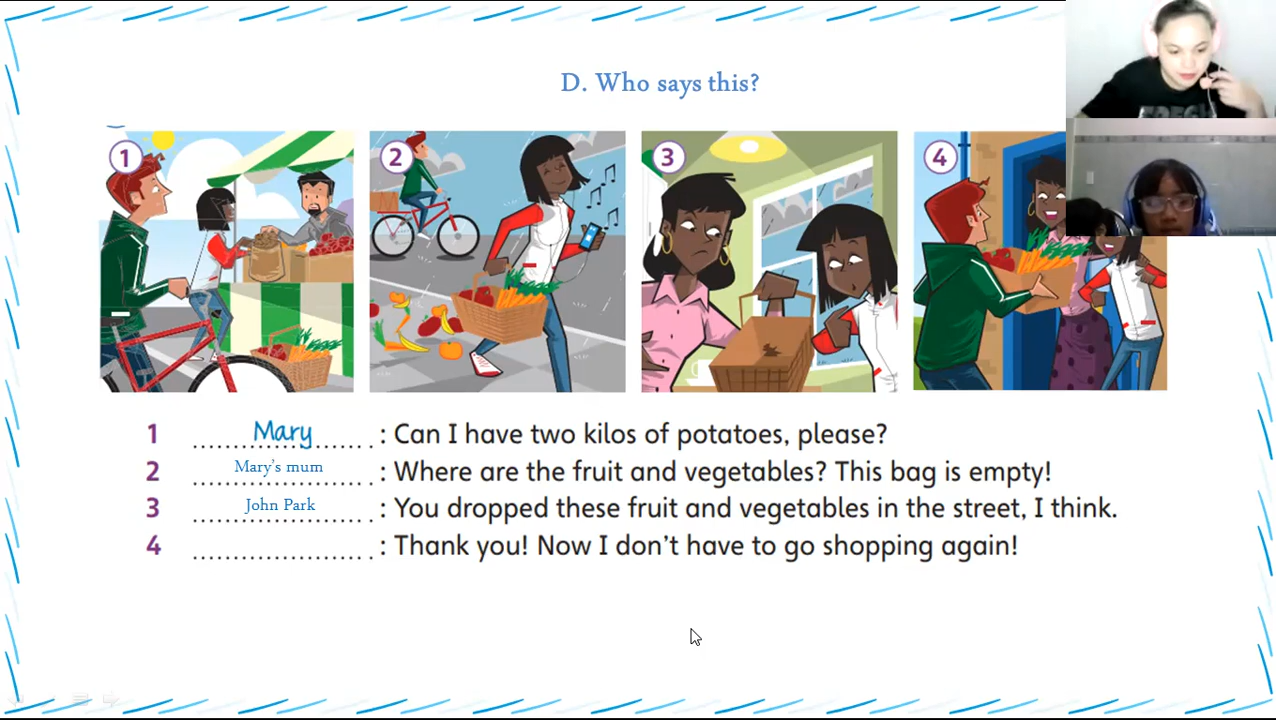 D. Who says this?
1 2 3 4
1 Mary : Can I have two kilos of potatoes, please?
2 Mary's mum : Where are the fruit and vegetables? This bag is empty!
3 John Park : You dropped these fruit and vegetables in the street, I think.
4 : Thank you! Now I don't have to go shopping again!